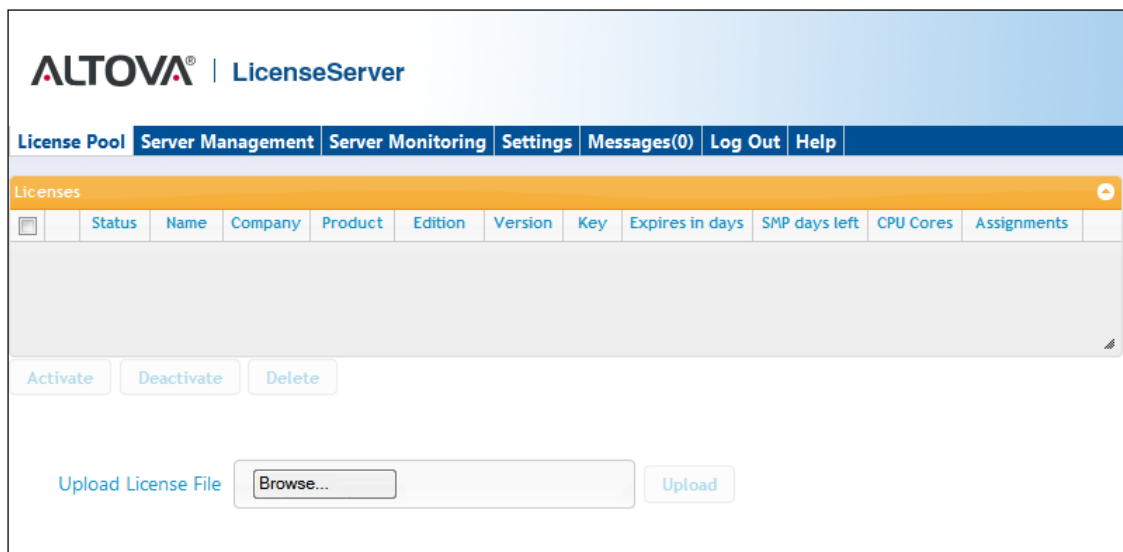 ALTOVA® | LicenseServer
License Pool Server Management Server Monitoring Settings Messages(0) Log Out Help
Licenses
Status Name Company Product Edition Version Key Expires in days SMP days left CPU Cores Assignments
Activate Deactivate Delete
Upload License File Browse... Upload